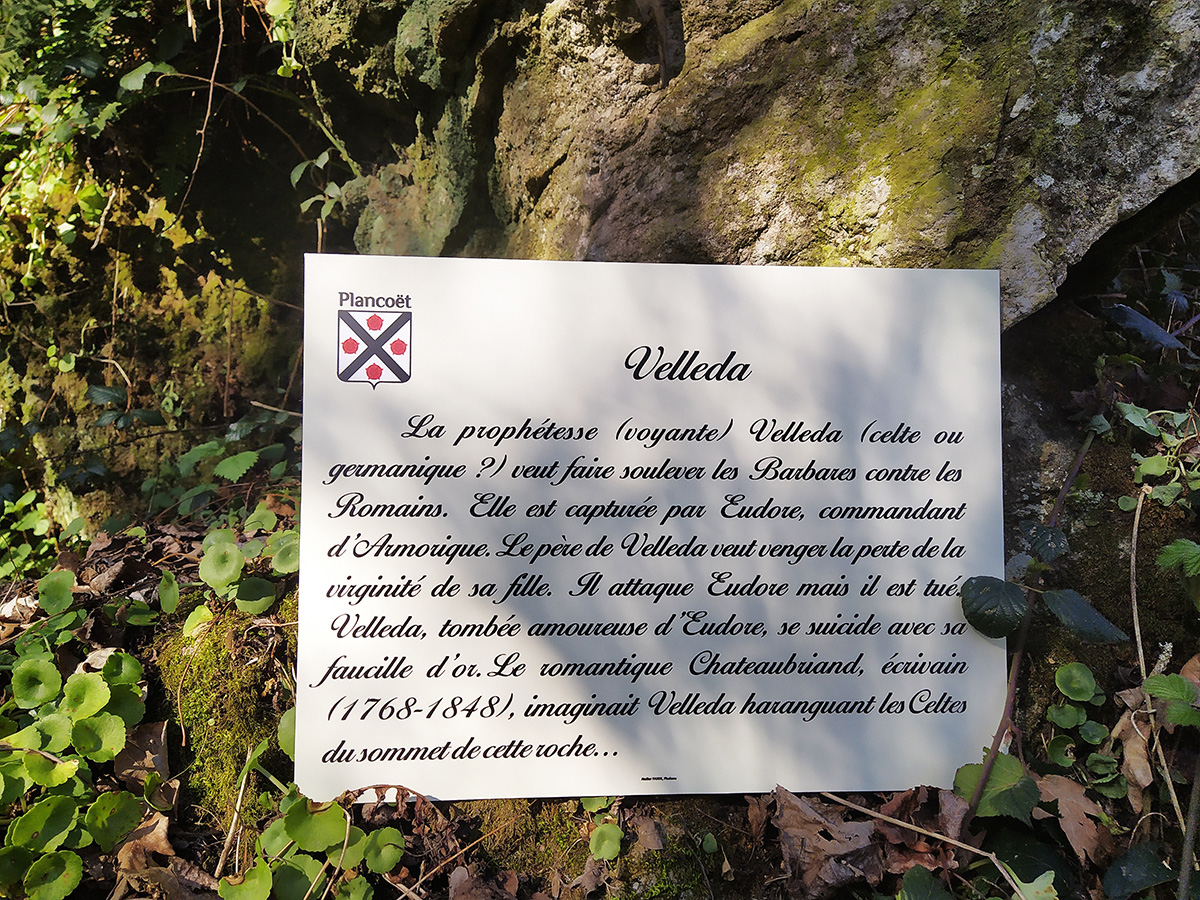 Plancoët
Velleda
La prophétesse (voyante) Velleda (celte ou
germanique ?) veut faire soulever les Barbares contre les
Romains. Elle est capturée par Eudore, commandant
d'Armorique. Le père de Velleda veut venger la perte de la
virginité de sa fille. Il attaque Eudore mais il est tué.
Velleda, tombée amoureuse d'Eudore, se suicide avec sa
faucille d'or. Le romantique Chateaubriand, écrivain
(1768-1848), imaginait Velleda haranguant les Celtes
du sommet de cette roche...